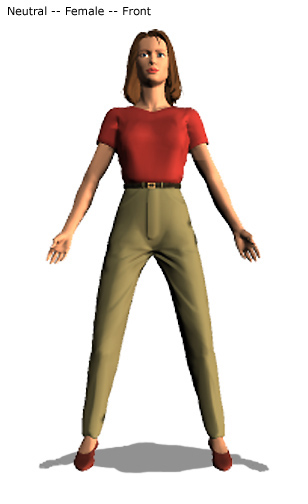 Neutral -- Female -- Front